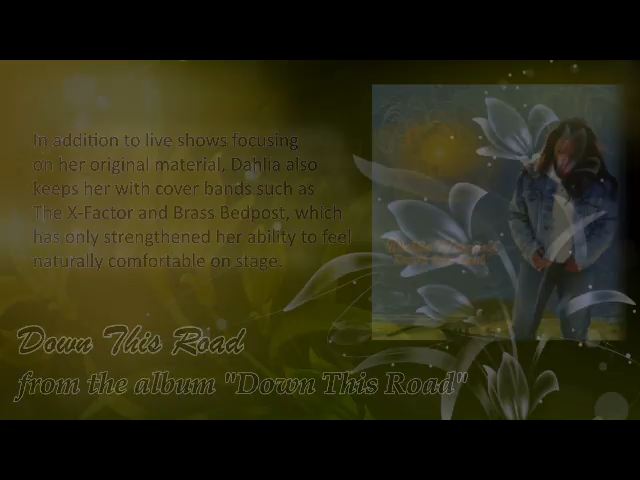 In addition to live shows focusing
on her original material, Dahlia also
keeps her with cover bands such as
The X-Factor and Brass Bedpost, which
has only strengthened her ability to feel
naturally comfortable on stage.
Down This Road
from the album "Down This Road"